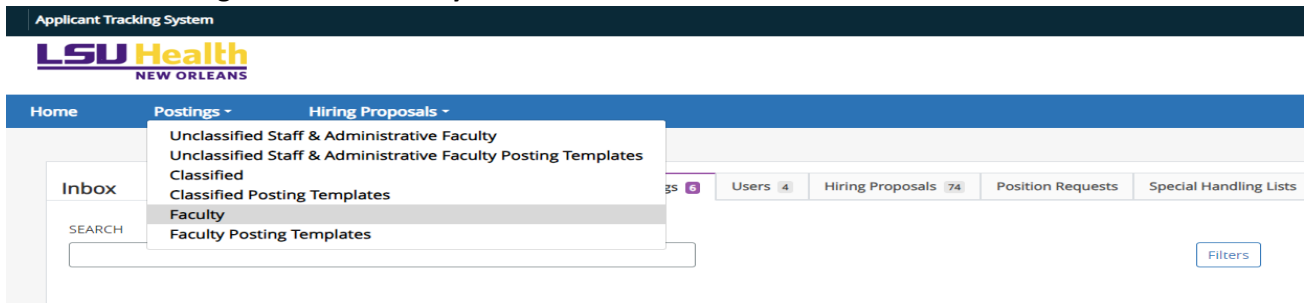 Applicant Tracking System
LSU Health
NEW ORLEANS
Home Postings Hiring Proposals
Unclassified Staff & Administrative Faculty
Unclassified Staff & Administrative Faculty Posting Templates
Classified
Classified Posting Templates
Faculty
Faculty Posting Templates
Inbox gs 6 Users 4 Hiring Proposals 74 Position Requests Special Handling Lists
SEARCH
Filters